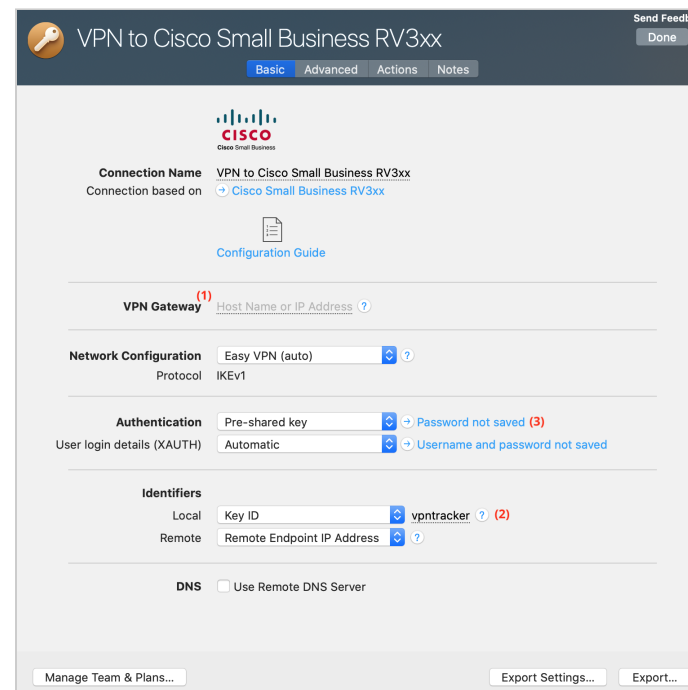 Send Feedb
VPN to Cisco Small Business RV3xx
Done
Basic Advanced Actions Notes
CISCO
Cisco Small Business
Connection Name VPN to Cisco Small Business RV3xx
Connection based on Cisco Small Business RV3xx
Configuration Guide
(1)
VPN Gateway Host Name or IP Address ?
Network Configuration Easy VPN (auto) ?
Protocol IKEv1
Authentication Pre-shared key Password not saved (3)
User login details (XAUTH) Automatic Username and password not saved
Identifiers
Local Key ID vpntracker ? (2)
Remote Remote Endpoint IP Address ?
DNS Use Remote DNS Server
Manage Team & Plans... Export Settings... Export...